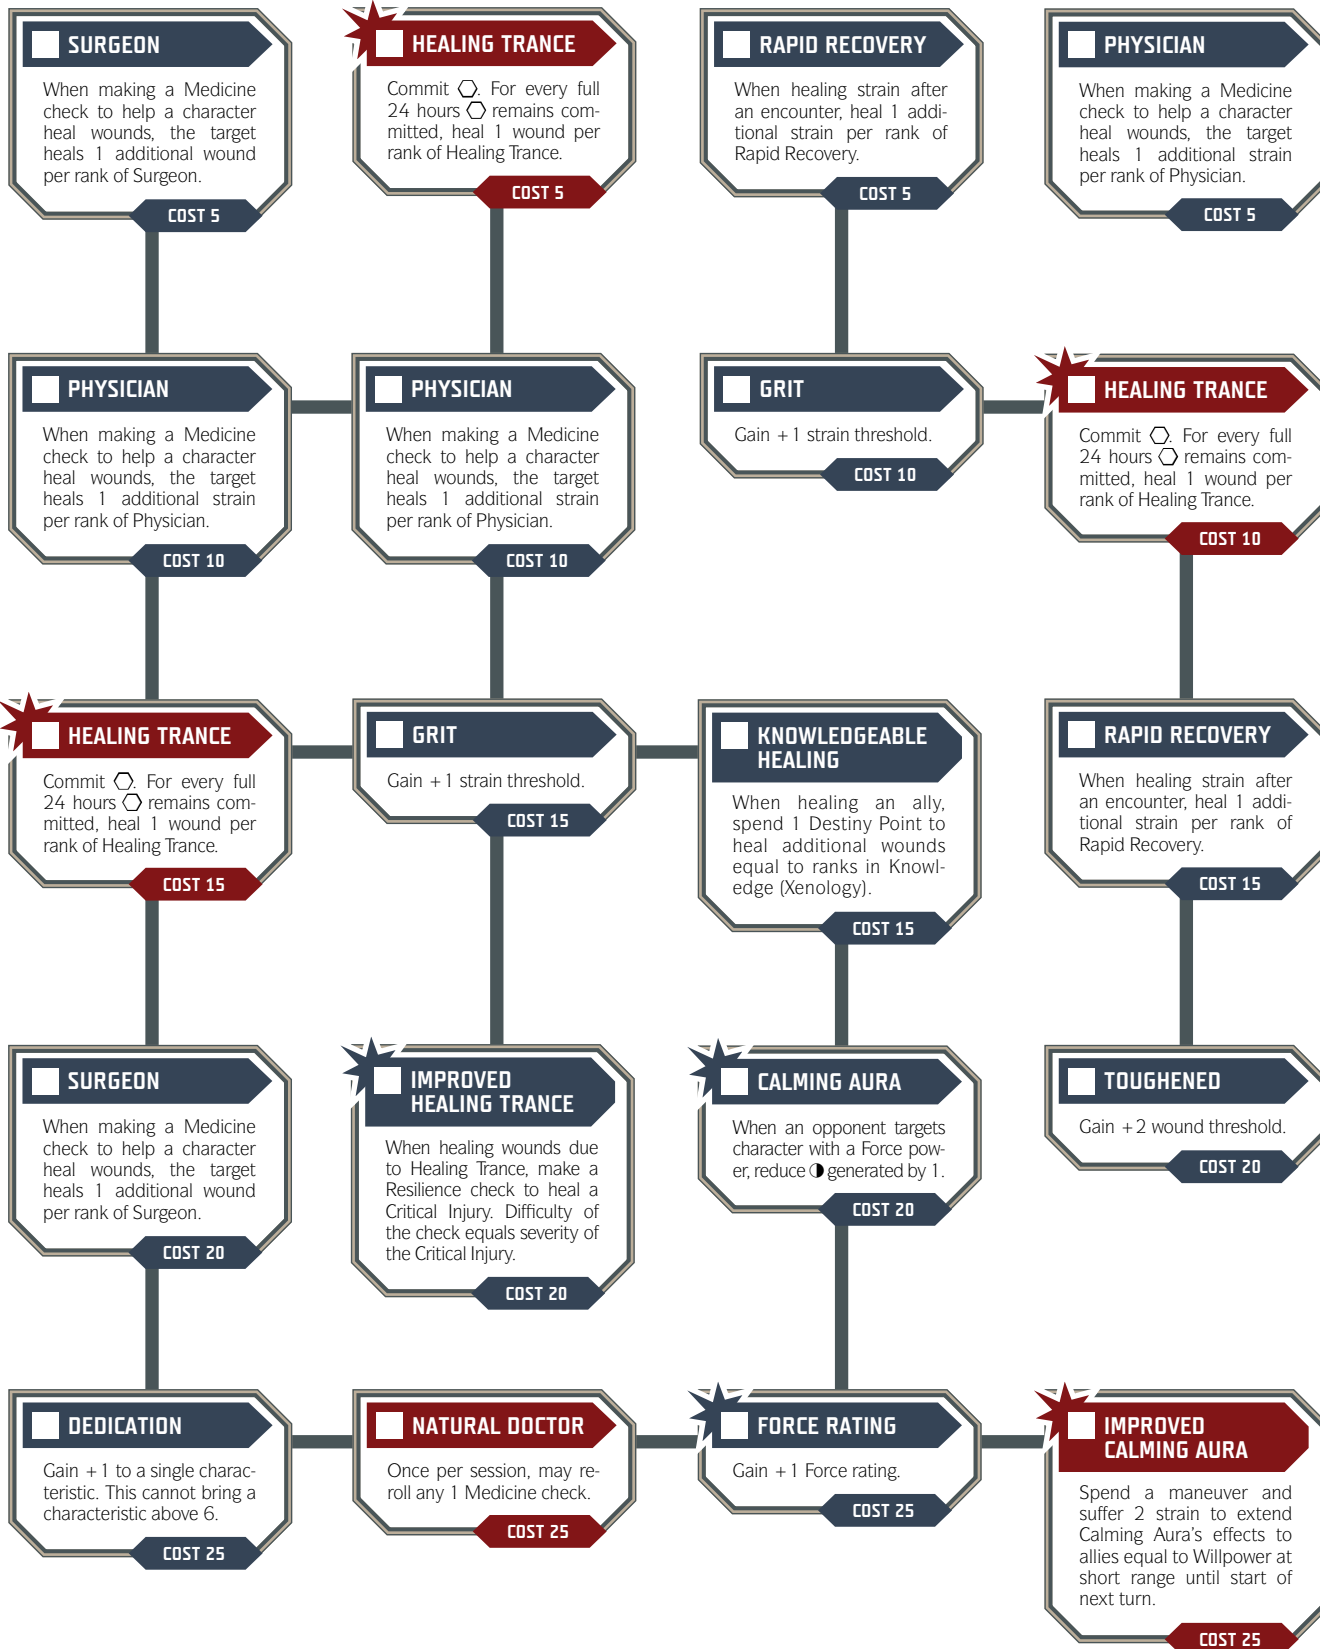 SURGEON
When making a Medicine
check to help a character
heal wounds, the target
heals 1 additional wound
per rank of Surgeon.
COST 5
HEALING TRANCE
Commit ⬡. For every full
24 hours ⬡ remains com-
mitted, heal 1 wound per
rank of Healing Trance.
COST 5
RAPID RECOVERY
When healing strain after
an encounter, heal 1 addi-
tional strain per rank of
Rapid Recovery.
COST 5
PHYSICIAN
When making a Medicine
check to help a character
heal wounds, the target
heals 1 additional strain
per rank of Physician.
COST 5
PHYSICIAN
When making a Medicine
check to help a character
heal wounds, the target
heals 1 additional strain
per rank of Physician.
COST 10
PHYSICIAN
When making a Medicine
check to help a character
heal wounds, the target
heals 1 additional strain
per rank of Physician.
COST 10
GRIT
Gain +1 strain threshold.
COST 10
HEALING TRANCE
Commit ⬡. For every full
24 hours ⬡ remains com-
mitted, heal 1 wound per
rank of Healing Trance.
COST 10
HEALING TRANCE
Commit ⬡. For every full
24 hours ⬡ remains com-
mitted, heal 1 wound per
rank of Healing Trance.
COST 15
GRIT
Gain +1 strain threshold.
COST 15
KNOWLEDGEABLE
HEALING
When healing an ally,
spend 1 Destiny Point to
heal additional wounds
equal to ranks in Knowl-
edge (Xenology).
COST 15
RAPID RECOVERY
When healing strain after
an encounter, heal 1 addi-
tional strain per rank of
Rapid Recovery.
COST 15
SURGEON
When making a Medicine
check to help a character
heal wounds, the target
heals 1 additional wound
per rank of Surgeon.
COST 20
IMPROVED
HEALING TRANCE
When healing wounds due
to Healing Trance, make a
Resilience check to heal a
Critical Injury. Difficulty of
the check equals severity of
the Critical Injury.
COST 20
CALMING AURA
When an opponent targets
character with a Force pow-
er, reduce ◑ generated by 1.
COST 20
TOUGHENED
Gain +2 wound threshold.
COST 20
DEDICATION
Gain +1 to a single charac-
teristic. This cannot bring a
characteristic above 6.
COST 25
NATURAL DOCTOR
Once per session, may re-
roll any 1 Medicine check.
COST 25
FORCE RATING
Gain +1 Force rating.
COST 25
IMPROVED
CALMING AURA
Spend a maneuver and
suffer 2 strain to extend
Calming Aura's effects to
allies equal to Willpower at
short range until start of
next turn.
COST 25